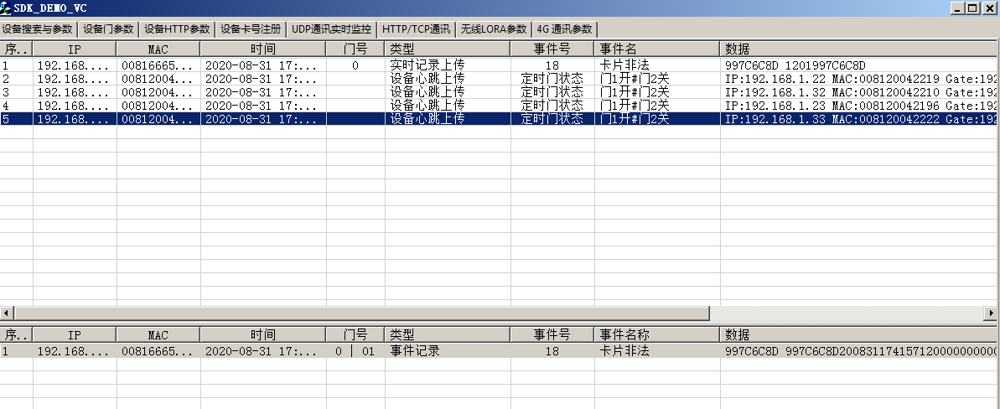 SDK_DEMO_VC
设备搜索与参数 设备门参数 设备HTTP参数 设备卡号注册 UDP通讯实时监控 HTTP/TCP通讯 无线LORA参数 4G 通讯参数
序.. IP MAC 时间 门号 类型 事件号 事件名 数据
1 192.168.... 00816665... 2020-08-31 17:... 0 实时记录上传 18 卡片非法 997C6C8D 1201997C6C8D
2 192.168.... 00812004... 2020-08-31 17:... 设备心跳上传 定时门状态 门1开#门2关 IP:192.168.1.22 MAC:008120042219 Gate:192
3 192.168.... 00812004... 2020-08-31 17:... 设备心跳上传 定时门状态 门1开#门2关 IP:192.168.1.32 MAC:008120042210 Gate:192
4 192.168.... 00812004... 2020-08-31 17:... 设备心跳上传 定时门状态 门1开#门2关 IP:192.168.1.23 MAC:008120042196 Gate:192
5 192.168.... 00812004... 2020-08-31 17:... 设备心跳上传 定时门状态 门1开#门2关 IP:192.168.1.33 MAC:008120042222 Gate:192
序.. IP MAC 时间 门号 类型 事件号 事件名称 数据
1 192.168.... 00816665... 2020-08-31 17:... 0 | 01 事件记录 18 卡片非法 997C6C8D 997C6C8D2008311741571200000000000